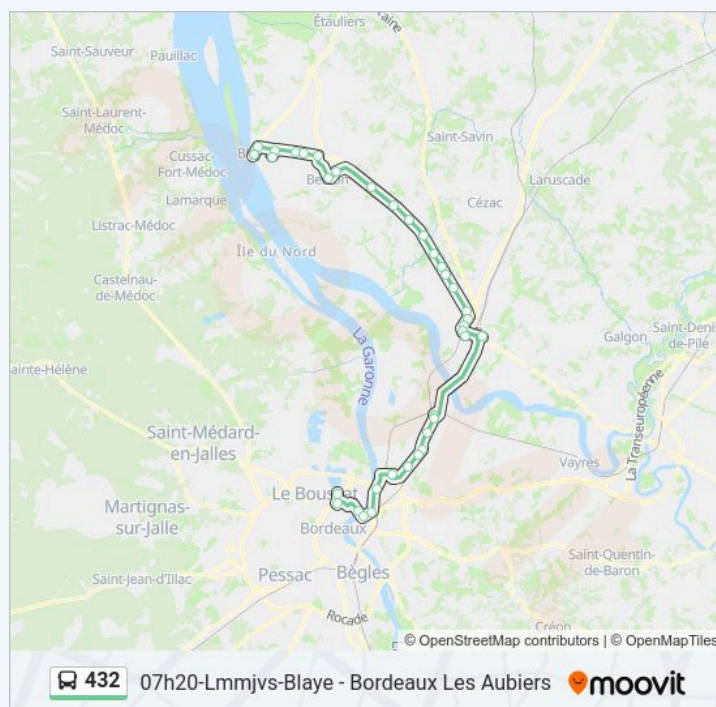 Étauliers
Saint-Sauveur
Pauillac
Saint-Laurent-
Médoc
Saint-Savin
Cussac-
Fort-Médoc
Laruscade
Cézac
Lamarque
Listrac-Médoc
Île du Nord
Castelnau-
de-Médoc
Saint-Denis
de-Pile
Galgon
La Garonne
ainte-Hélène
La Transeuropéenne
Saint-Médard-
en-Jalles
Vayres
Le Bouscat
Martignas-
sur-Jalle
Bordeaux
Saint-Quentin-
de-Baron
Saint-Jean-d'Illac
Pessac
Bègles
Rocade
Créon
© OpenStreetMap contributors | © OpenMapTiles
432 07h20-Lmmjvs-Blaye - Bordeaux Les Aubiers moovit